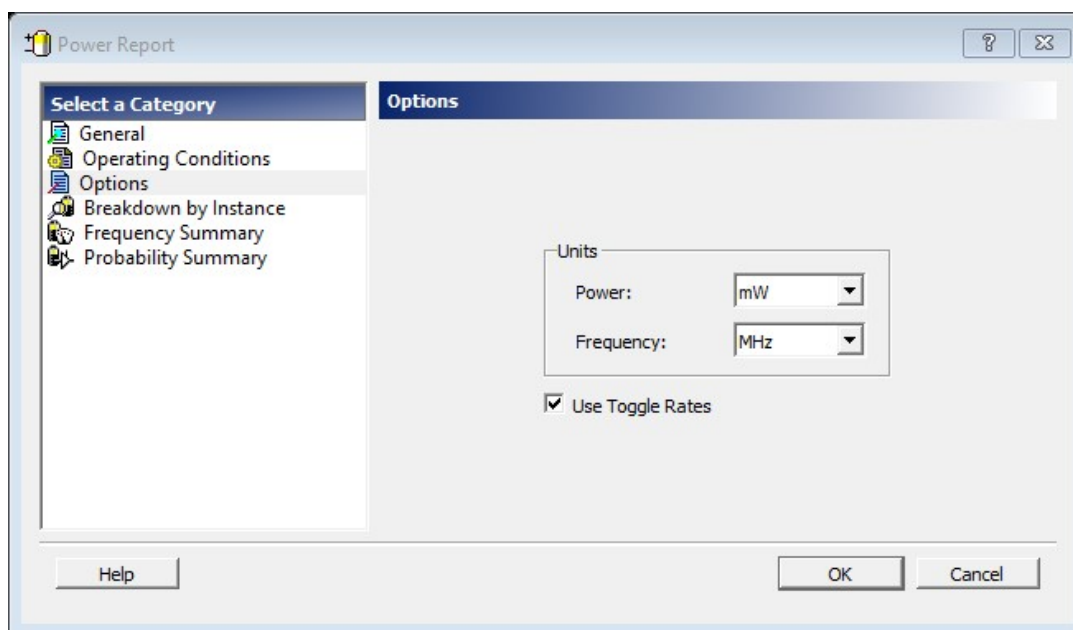 Power Report
Select a Category
General
Operating Conditions
Options
Breakdown by Instance
Frequency Summary
Probability Summary
Options
Units
Power: mW
Frequency: MHz
Use Toggle Rates
Help
OK
Cancel